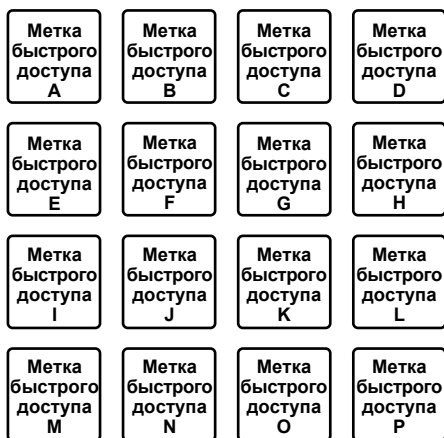 Метка
быстрого
доступа
A
Метка
быстрого
доступа
B
Метка
быстрого
доступа
C
Метка
быстрого
доступа
D
Метка
быстрого
доступа
E
Метка
быстрого
доступа
F
Метка
быстрого
доступа
G
Метка
быстрого
доступа
H
Метка
быстрого
доступа
I
Метка
быстрого
доступа
J
Метка
быстрого
доступа
K
Метка
быстрого
доступа
L
Метка
быстрого
доступа
M
Метка
быстрого
доступа
N
Метка
быстрого
доступа
O
Метка
быстрого
доступа
P